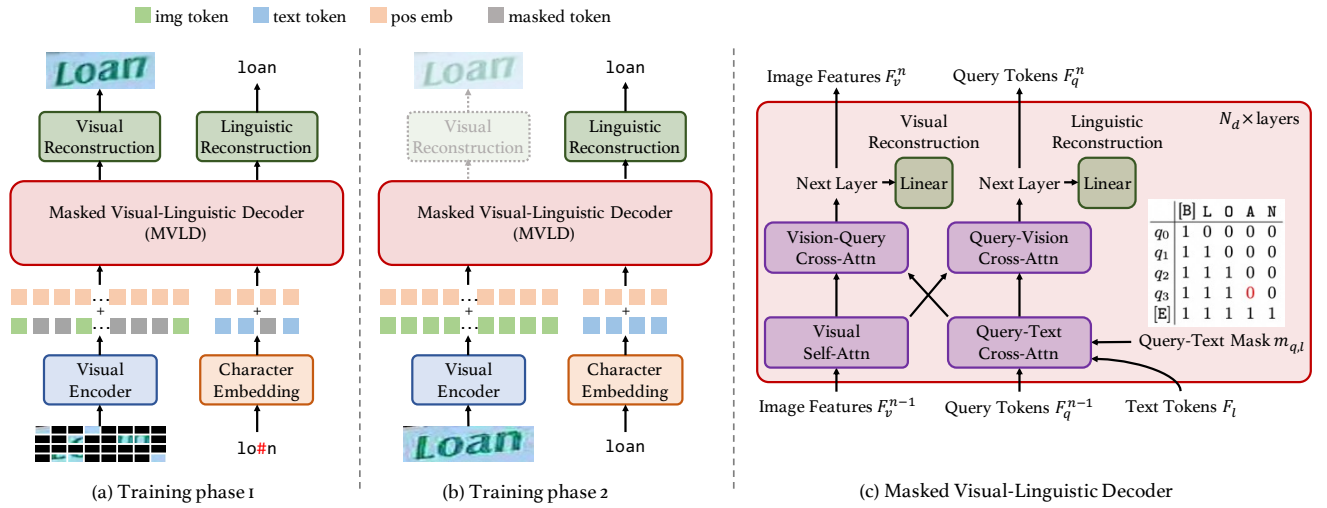 img token text token pos emb masked token
Loan
loan
Visual
Reconstruction
Linguistic
Reconstruction
Masked Visual-Linguistic Decoder
(MVLD)
...
+
...
+
Visual
Encoder
Character
Embedding
lo#n
(a) Training phase 1
Loan
loan
Visual
Reconstruction
Linguistic
Reconstruction
Masked Visual-Linguistic Decoder
(MVLD)
...
+
...
+
Visual
Encoder
Character
Embedding
Loan
loan
(b) Training phase 2
Image Features F_v^n
Query Tokens F_q^n
N_d × layers
Visual
Reconstruction
Linguistic
Reconstruction
Next Layer
Linear
Next Layer
Linear
Vision-Query
Cross-Attn
Query-Vision
Cross-Attn
[B] L O A N
q_0 1 0 0 0 0
q_1 1 1 0 0 0
q_2 1 1 1 0 0
q_3 1 1 1 0 0
[E] 1 1 1 1 1
Visual
Self-Attn
Query-Text
Cross-Attn
Query-Text Mask m_{q,l}
Image Features F_v^{n-1}
Query Tokens F_q^{n-1}
Text Tokens F_l
(c) Masked Visual-Linguistic Decoder